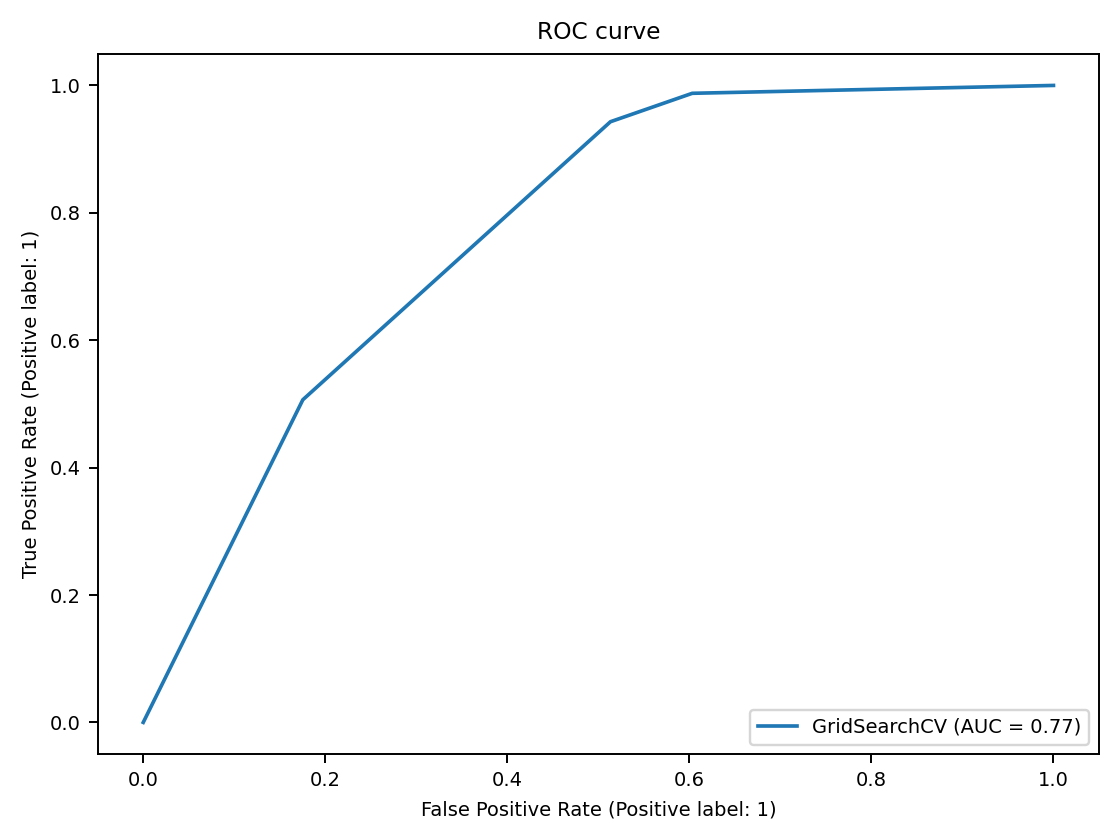 ROC curve
True Positive Rate (Positive label: 1)
1.0
0.8
0.6
0.4
0.2
0.0
0.0 0.2 0.4 0.6 0.8 1.0
False Positive Rate (Positive label: 1)
GridSearchCV (AUC = 0.77)